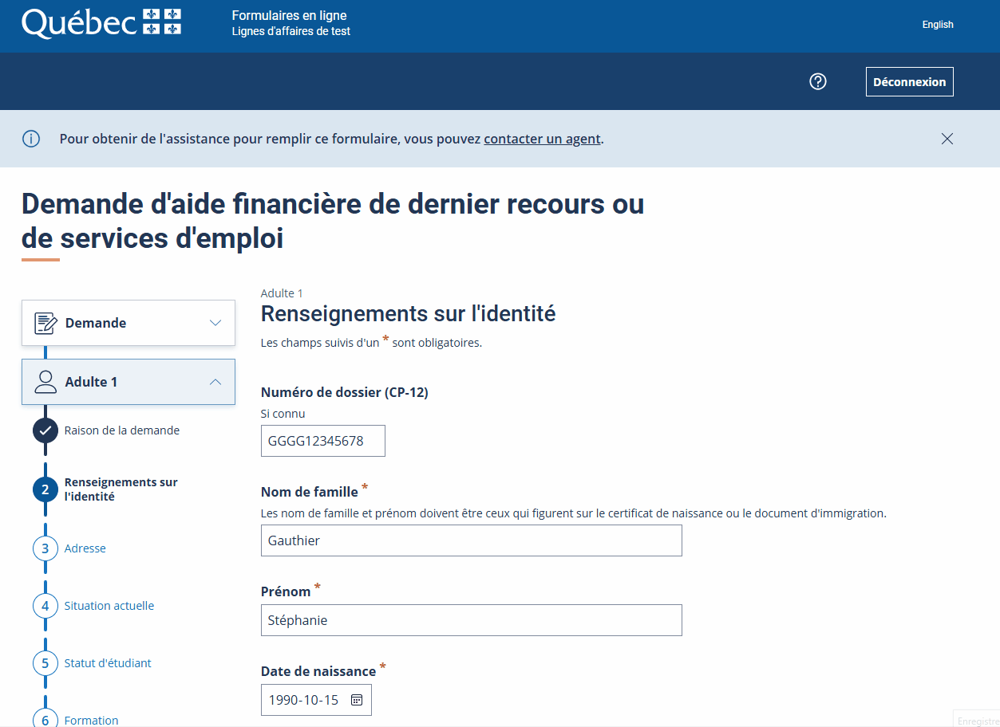 Québec
Formulaires en ligne
Lignes d'affaires de test
English
Déconnexion
Pour obtenir de l'assistance pour remplir ce formulaire, vous pouvez contacter un agent.
Demande d'aide financière de dernier recours ou
de services d'emploi
Demande
Adulte 1
Raison de la demande
2 Renseignements sur
l'identité
3 Adresse
4 Situation actuelle
5 Statut d'étudiant
6 Formation
Adulte 1
Renseignements sur l'identité
Les champs suivis d'un * sont obligatoires.
Numéro de dossier (CP-12)
Si connu
GGGG12345678
Nom de famille *
Les nom de famille et prénom doivent être ceux qui figurent sur le certificat de naissance ou le document d'immigration.
Gauthier
Prénom *
Stéphanie
Date de naissance *
1990-10-15
Enregistre